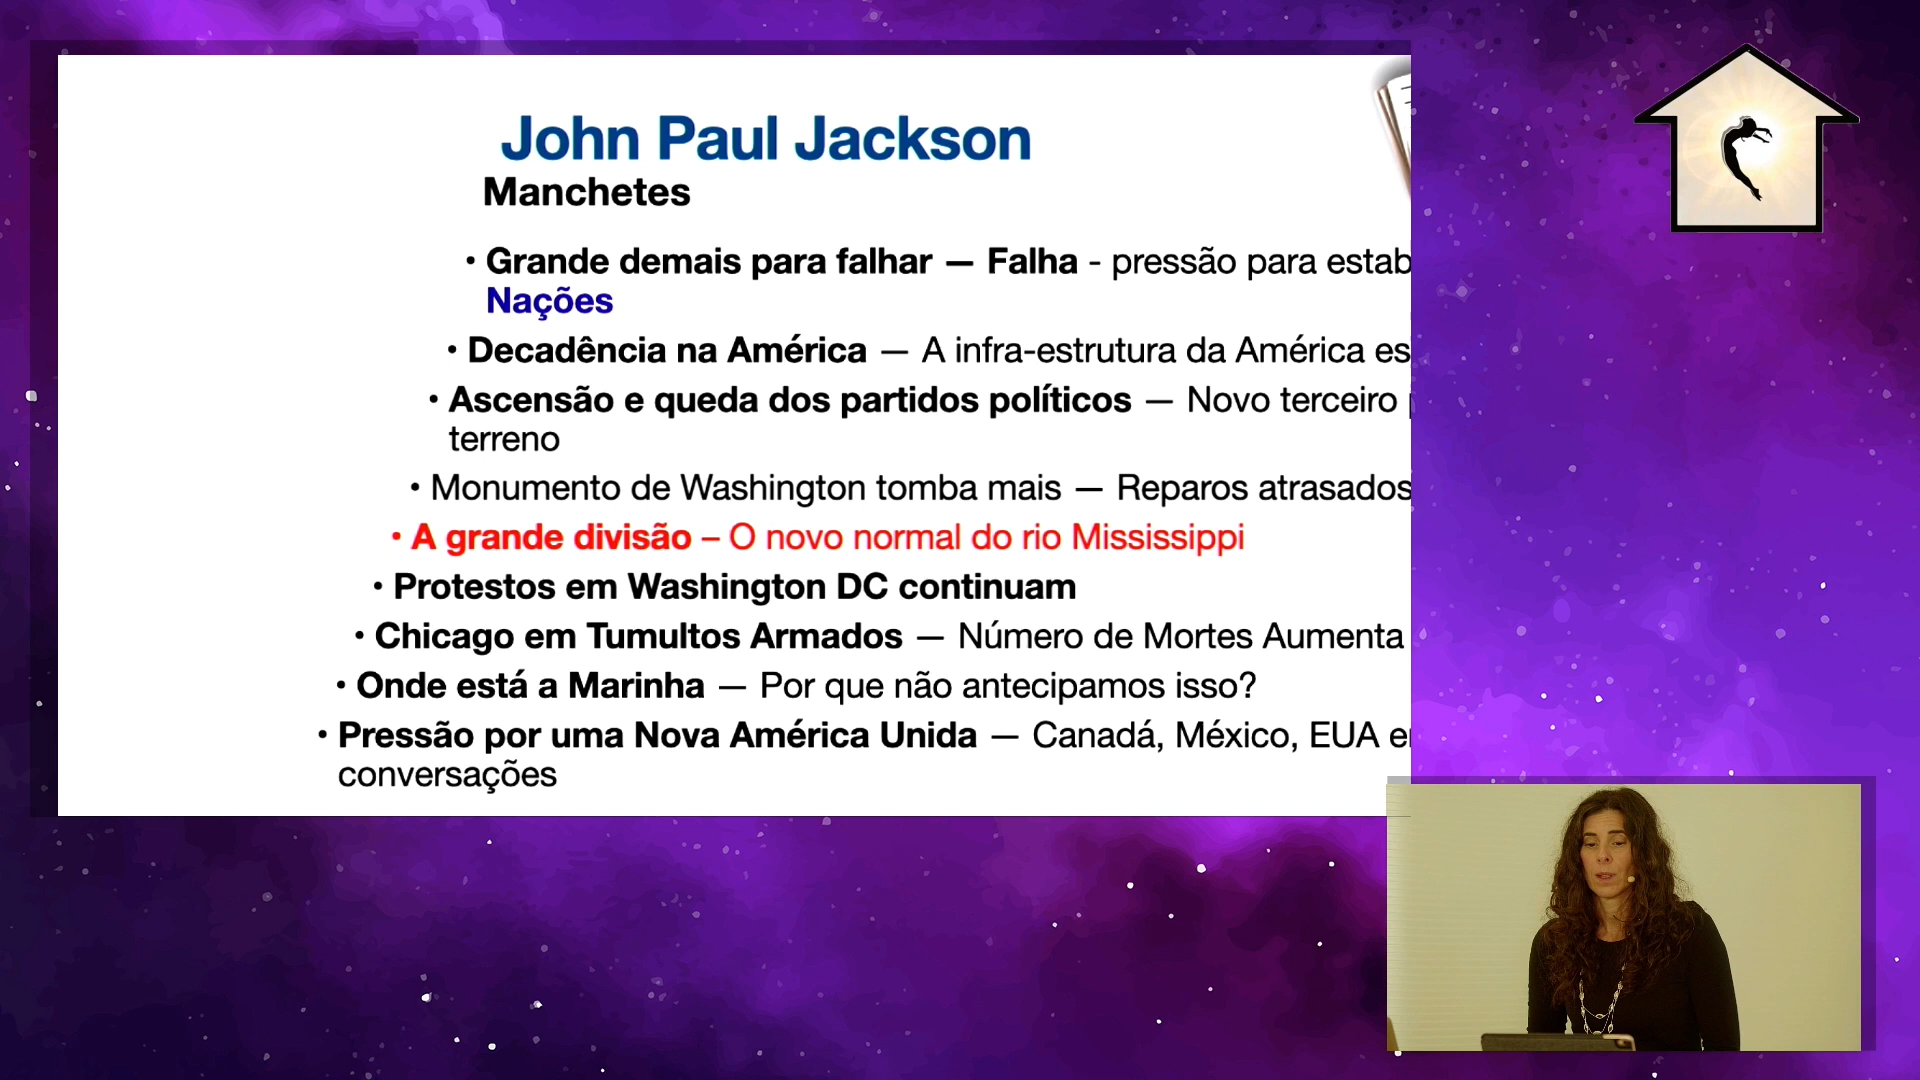 John Paul Jackson
Manchetes
• Grande demais para falhar — Falha - pressão para estab
Nações
• Decadência na América — A infra-estrutura da América es
• Ascensão e queda dos partidos políticos — Novo terceiro
terreno
• Monumento de Washington tomba mais — Reparos atrasados
• A grande divisão – O novo normal do rio Mississippi
• Protestos em Washington DC continuam
• Chicago em Tumultos Armados — Número de Mortes Aumenta
• Onde está a Marinha — Por que não antecipamos isso?
• Pressão por uma Nova América Unida — Canadá, México, EUA
conversações